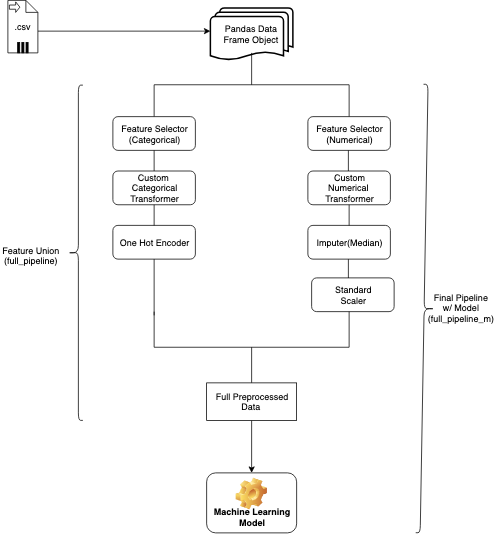 .csv
Pandas Data
Frame Object
Feature Selector
(Categorical)
Feature Selector
(Numerical)
Custom
Categorical
Transformer
Custom
Numerical
Transformer
One Hot Encoder
Imputer(Median)
Feature Union
(full_pipeline)
Standard
Scaler
Final Pipeline
w/ Model
(full_pipeline_m)
Full Preprocessed
Data
Machine Learning
Model